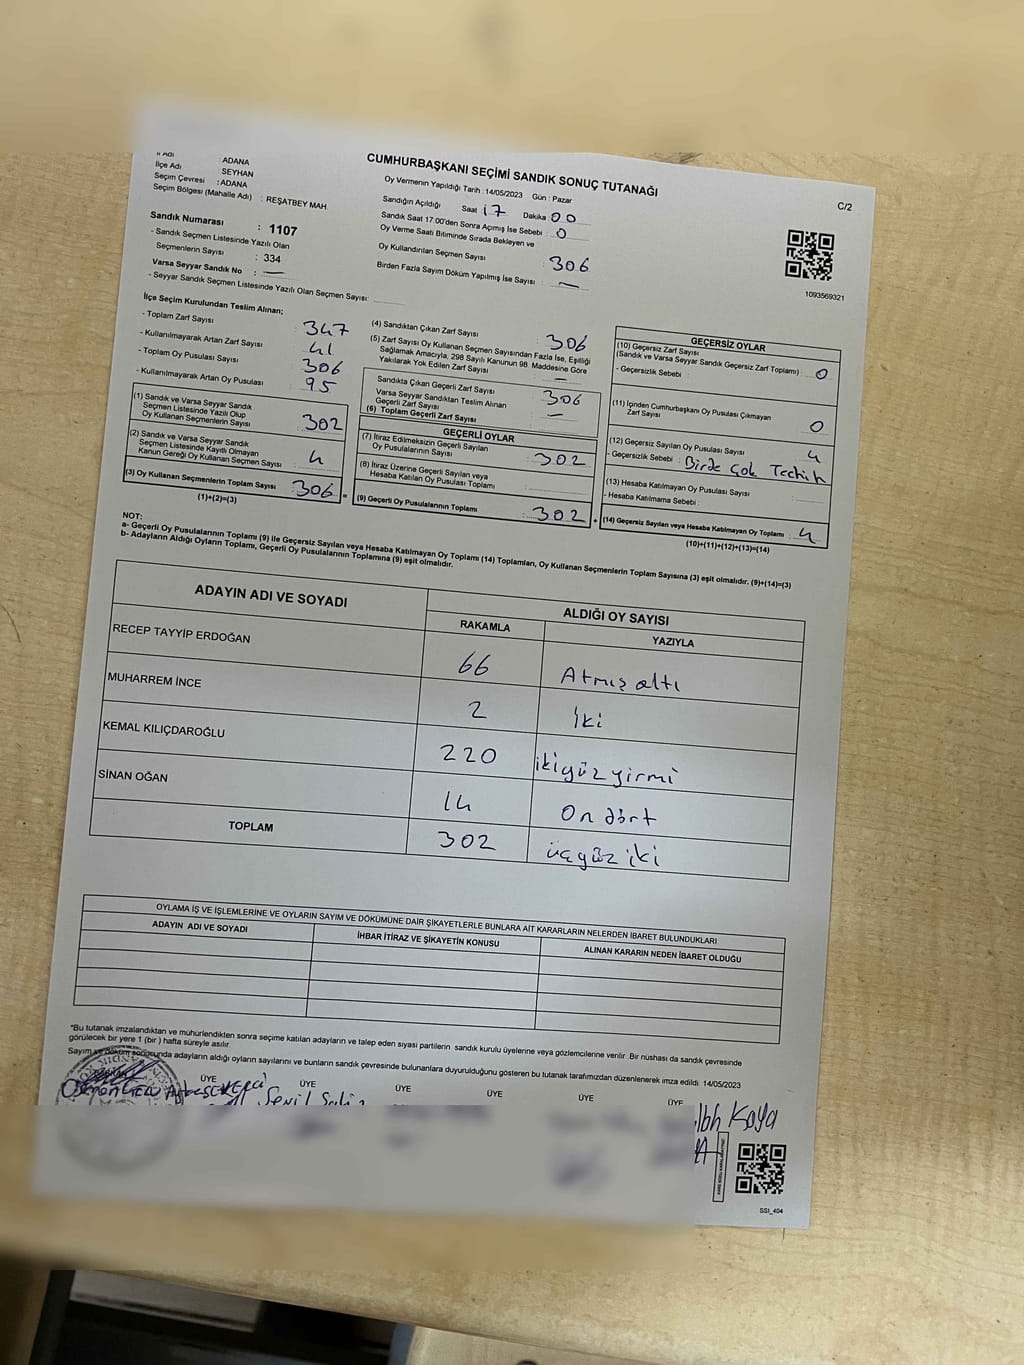 İl Adı : ADANA
İlçe Adı : SEYHAN
Seçim Çevresi : ADANA
Seçim Bölgesi (Mahalle Adı) : REŞATBEY MAH.
Sandık Numarası : 1107
- Sandık Seçmen Listesinde Yazılı Olan
Seçmenlerin Sayısı : 334
Varsa Seyyar Sandık No : —
- Seyyar Sandık Seçmen Listesinde Yazılı Olan Seçmen Sayısı:
CUMHURBAŞKANI SEÇİMİ SANDIK SONUÇ TUTANAĞI
Oy Vermenin Yapıldığı Tarih : 14/05/2023 Gün : Pazar
Sandığın Açıldığı Saat 17 Dakika 00
Sandık Saat 17.00'den Sonra Açımış İse Sebebi : 0
Oy Verme Saati Bitiminde Sırada Bekleyen ve
Oy Kullandırılan Seçmen Sayısı 306
Birden Fazla Sayım Döküm Yapılmış İse Sayısı : —
C/2
1093569321
İlçe Seçim Kurulundan Teslim Alınan;
- Toplam Zarf Sayısı : 347
- Kullanılmayarak Artan Zarf Sayısı : 41
- Toplam Oy Pusulası Sayısı : 306
- Kullanılmayarak Artan Oy Pusulası : 95
(1) Sandık ve Varsa Seyyar Sandık
Seçmen Listesinde Yazılı Olup
Oy Kullanan Seçmenlerin Sayısı : 302
(2) Sandık ve Varsa Seyyar Sandık
Seçmen Listesinde Kayıtlı Olmayan
Kanun Gereği Oy Kullanan Seçmen Sayısı : 4
(3) Oy Kullanan Seçmenlerin Toplam Sayısı : 306
(1)+(2)=(3)
(4) Sandıktan Çıkan Zarf Sayısı : 306
(5) Zarf Sayısı Oy Kullanan Seçmen Sayısından Fazla İse, Eşitliği
Sağlamak Amacıyla, 298 Sayılı Kanunun 98. Maddesine Göre
Yakılarak Yok Edilen Zarf Sayısı : —
Sandıkta Çıkan Geçerli Zarf Sayısı : 306
Varsa Seyyar Sandıktan Teslim Alınan
Geçerli Zarf Sayısı : —
(6) Toplam Geçerli Zarf Sayısı
GEÇERLİ OYLAR
(7) İtiraz Edilmeksizin Geçerli Sayılan
Oy Pusulalarının Sayısı : 302
(8) İtiraz Üzerine Geçerli Sayılan veya
Hesaba Katılan Oy Pusulası Toplamı :
(9) Geçerli Oy Pusulalarının Toplamı : 302
GEÇERSİZ OYLAR
(10) Geçersiz Zarf Sayısı
(Sandık ve Varsa Seyyar Sandık Geçersiz Zarf Toplamı) : 0
- Geçersizlik Sebebi :
(11) İçinden Cumhurbaşkanı Oy Pusulası Çıkmayan
Zarf Sayısı : 0
(12) Geçersiz Sayılan Oy Pusulası Sayısı : 4
- Geçersizlik Sebebi : Birde Çok Techih
(13) Hesaba Katılmayan Oy Pusulası Sayısı :
- Hesaba Katılmama Sebebi :
(14) Geçersiz Sayılan veya Hesaba Katılmayan Oy Toplamı : 4
(10)+(11)+(12)+(13)=(14)
NOT:
a- Geçerli Oy Pusulalarının Toplamı (9) ile Geçersiz Sayılan veya Hesaba Katılmayan Oy Toplamı (14) Toplamları, Oy Kullanan Seçmenlerin Toplam Sayısına (3) eşit olmalıdır. (9)+(14)=(3)
b- Adayların Aldığı Oyların Toplamı, Geçerli Oy Pusulalarının Toplamına (9) eşit olmalıdır.
ADAYIN ADI VE SOYADI ALDIĞI OY SAYISI
RAKAMLA YAZIYLA
RECEP TAYYİP ERDOĞAN 66 Atmış altı
MUHARREM İNCE 2 İki
KEMAL KILIÇDAROĞLU 220 ikiyüzyirmi
SİNAN OĞAN 14 On dört
TOPLAM 302 üçyüz iki
OYLAMA İŞ VE İŞLEMLERİNE VE OYLARIN SAYIM VE DÖKÜMÜNE DAİR ŞİKAYETLERLE BUNLARA AİT KARARLARIN NELERDEN İBARET BULUNDUKLARI
ADAYIN ADI VE SOYADI İHBAR İTİRAZ VE ŞİKAYETİN KONUSU ALINAN KARARIN NEDEN İBARET OLDUĞU
"Bu tutanak imzalandıktan ve mühürlendikten sonra seçime katılan adayların ve talep eden siyasi partilerin sandık kurulu üyelerine veya gözlemcilerine verilir. Bir nüshası da sandık çevresinde
görülecek bir yere 1 (bir ) hafta süreyle asılır.
Sayım ve döküm sonucunda adayların aldığı oyların sayılarını ve bunların sandık çevresinde bulunanlara duyurulduğunu gösteren bu tutanak tarafımızdan düzenlenerek imza edildi. 14/05/2023
ÜYE ÜYE ÜYE ÜYE ÜYE ÜYE
Kaya
SSI_404